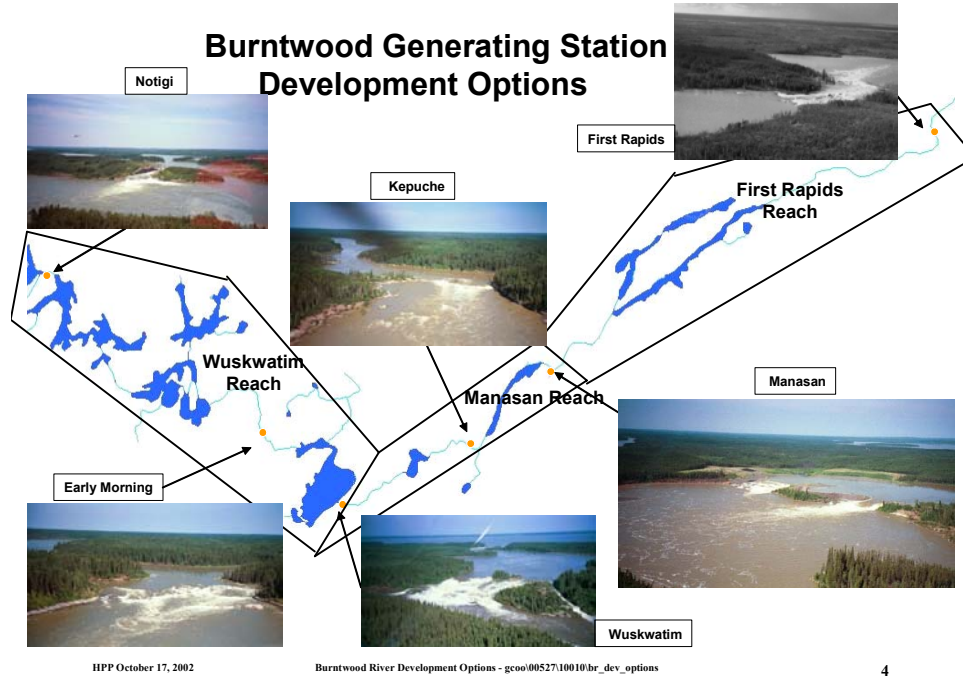 Burntwood Generating Station
Development Options
Notigi
First Rapids
Kepuche
First Rapids
Reach
Wuskwatim
Reach
Manasan Reach
Manasan
Early Morning
Wuskwatim
HPP October 17, 2002
Burntwood River Development Options - gcoo\00527\10010\br_dev_options
4